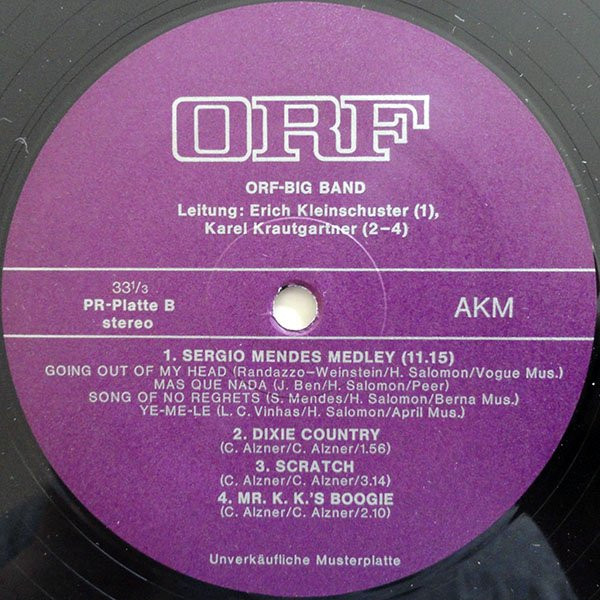 ORF
ORF-BIG BAND
Leitung: Erich Kleinschuster (1),
Karel Krautgartner (2–4)
33⅓
PR-Platte B
stereo
AKM
1. SERGIO MENDES MEDLEY (11.15)
GOING OUT OF MY HEAD (Randazzo–Weinstein/H. Salomon/Vogue Mus.)
MAS QUE NADA (J. Ben/H. Salomon/Peer)
SONG OF NO REGRETS (S. Mendes/H. Salomon/Berna Mus.)
YE-ME-LE (L. C. Vinhas/H. Salomon/April Mus.)
2. DIXIE COUNTRY
(C. Alzner/C. Alzner/1.56)
3. SCRATCH
(C. Alzner/C. Alzner/3.14)
4. MR. K. K.'S BOOGIE
(C. Alzner/C. Alzner/2.10)
Unverkäufliche Musterplatte